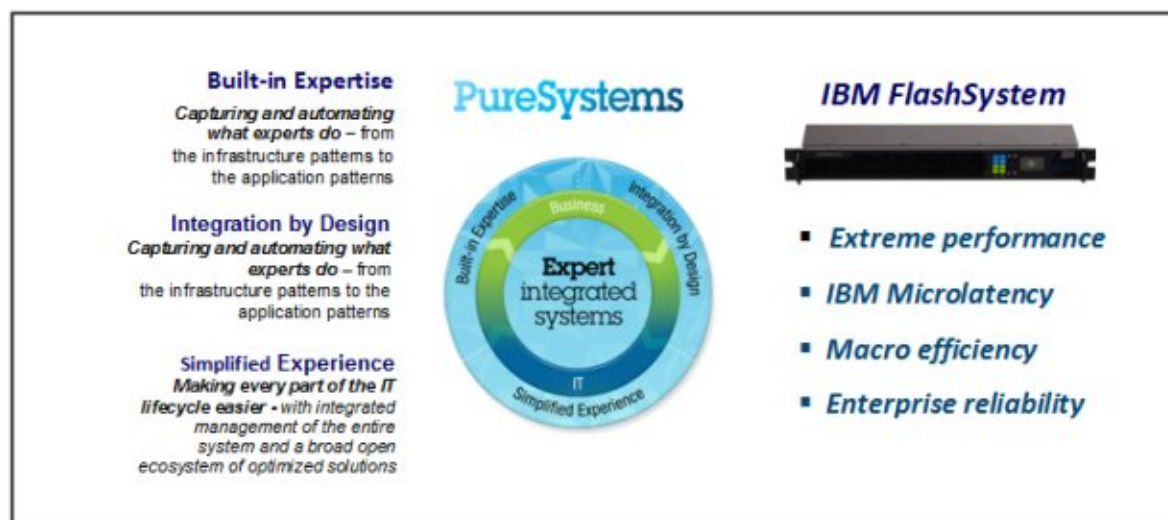 Built-in Expertise
Capturing and automating
what experts do – from
the infrastructure patterns to
the application patterns
Integration by Design
Capturing and automating what
experts do – from
the infrastructure patterns to the
application patterns
Simplified Experience
Making every part of the IT
lifecycle easier - with integrated
management of the entire
system and a broad open
ecosystem of optimized solutions
PureSystems
Built-in Expertise
Integration by Design
Business
Expert
integrated
systems
IT
Simplified Experience
IBM FlashSystem
▪ Extreme performance
▪ IBM Microlatency
▪ Macro efficiency
▪ Enterprise reliability